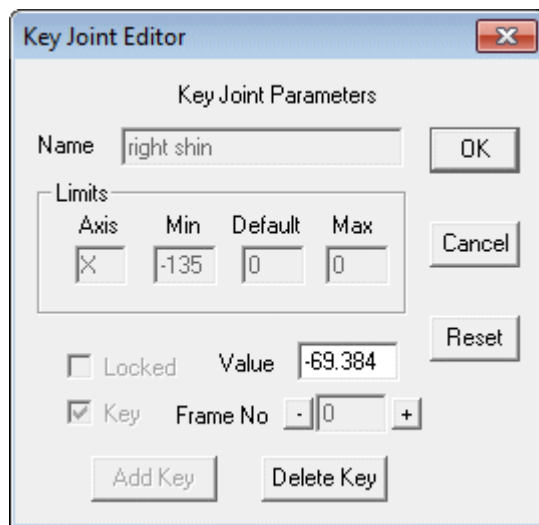 Key Joint Editor
Key Joint Parameters
Name right shin OK
Limits
Axis Min Default Max
X -135 0 0
Cancel
Reset
Locked Value -69.384
Key Frame No - 0 +
Add Key Delete Key